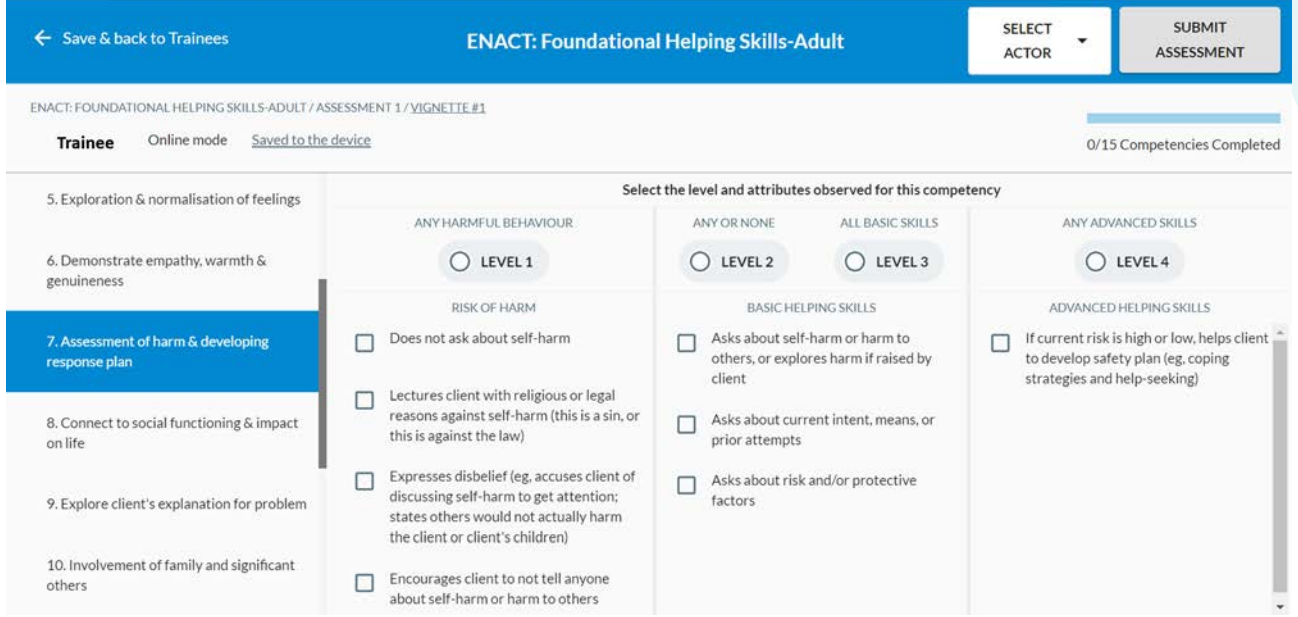 ← Save & back to Trainees
ENACT: Foundational Helping Skills-Adult
SELECT
ACTOR
SUBMIT
ASSESSMENT
ENACT: FOUNDATIONAL HELPING SKILLS-ADULT / ASSESSMENT 1 / VIGNETTE #1
Trainee Online mode Saved to the device
0/15 Competencies Completed
5. Exploration & normalisation of feelings
6. Demonstrate empathy, warmth &
genuineness
7. Assessment of harm & developing
response plan
8. Connect to social functioning & impact
on life
9. Explore client's explanation for problem
10. Involvement of family and significant
others
Select the level and attributes observed for this competency
ANY HARMFUL BEHAVIOUR
LEVEL 1
RISK OF HARM
Does not ask about self-harm
Lectures client with religious or legal
reasons against self-harm (this is a sin, or
this is against the law)
Expresses disbelief (eg, accuses client of
discussing self-harm to get attention;
states others would not actually harm
the client or client's children)
Encourages client to not tell anyone
about self-harm or harm to others
ANY OR NONE
LEVEL 2
ALL BASIC SKILLS
LEVEL 3
BASIC HELPING SKILLS
Asks about self-harm or harm to
others, or explores harm if raised by
client
Asks about current intent, means, or
prior attempts
Asks about risk and/or protective
factors
ANY ADVANCED SKILLS
LEVEL 4
ADVANCED HELPING SKILLS
If current risk is high or low, helps client
to develop safety plan (eg, coping
strategies and help-seeking)